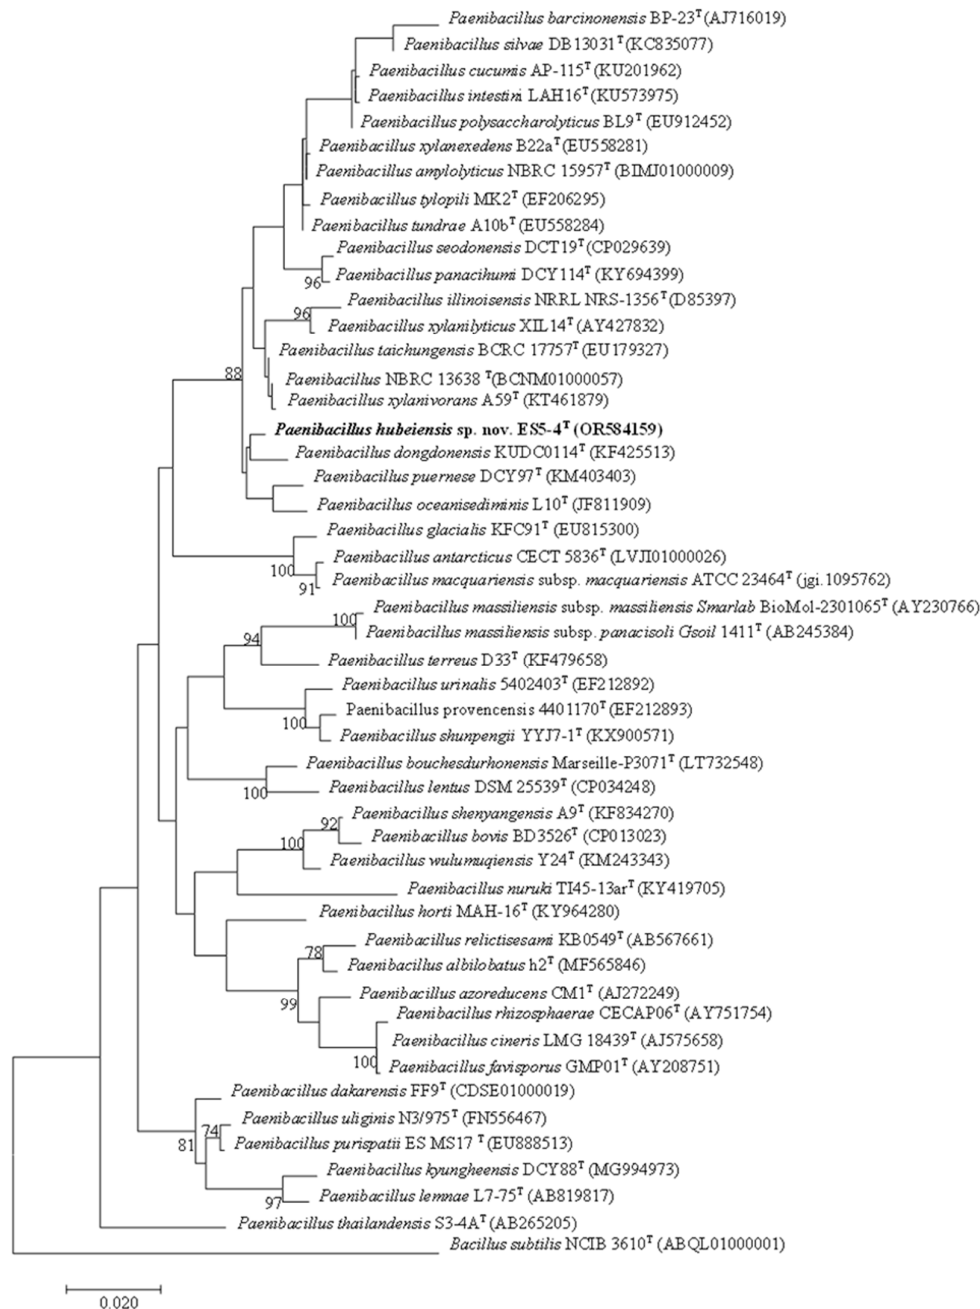 Paenibacillus barcinonensis BP-23ᵀ (AJ716019)
Paenibacillus silvae DB13031ᵀ (KC835077)
Paenibacillus cucumis AP-115ᵀ (KU201962)
Paenibacillus intestini LAH16ᵀ (KU573975)
Paenibacillus polysaccharolyticus BL9ᵀ (EU912452)
Paenibacillus xylanexedens B22aᵀ (EU558281)
Paenibacillus amylolyticus NBRC 15957ᵀ (BIMJ01000009)
Paenibacillus tylopili MK2ᵀ (EF206295)
Paenibacillus tundrae A10bᵀ (EU558284)
Paenibacillus seodonensis DCT19ᵀ (CP029639)
Paenibacillus panacihumi DCY114ᵀ (KY694399)
96
Paenibacillus illinoisensis NRRL NRS-1356ᵀ (D85397)
96
Paenibacillus xylanilyticus XIL14ᵀ (AY427832)
Paenibacillus taichungensis BCRC 17757ᵀ (EU179327)
88
Paenibacillus NBRC 13638 ᵀ(BCNM01000057)
Paenibacillus xylanivorans A59ᵀ (KT461879)
Paenibacillus hubeiensis sp. nov. ES5-4ᵀ (OR584159)
Paenibacillus dongdonensis KUDC0114ᵀ (KF425513)
Paenibacillus puernese DCY97ᵀ (KM403403)
Paenibacillus oceanisediminis L10ᵀ (JF811909)
Paenibacillus glacialis KFC91ᵀ (EU815300)
Paenibacillus antarcticus CECT 5836ᵀ (LVJI01000026)
100
Paenibacillus macquariensis subsp. macquariensis ATCC 23464ᵀ (jgi.1095762)
91
Paenibacillus massiliensis subsp. massiliensis Smarlab BioMol-2301065ᵀ (AY230766)
100
Paenibacillus massiliensis subsp. panacisoli Gsoil 1411ᵀ (AB245384)
94
Paenibacillus terreus D33ᵀ (KF479658)
Paenibacillus urinalis 5402403ᵀ (EF212892)
Paenibacillus provencensis 4401170ᵀ (EF212893)
100
Paenibacillus shunpengii YYJ7-1ᵀ (KX900571)
Paenibacillus bouchesdurhonensis Marseille-P3071ᵀ (LT732548)
Paenibacillus lentus DSM 25539ᵀ (CP034248)
100
Paenibacillus shenyangensis A9ᵀ (KF834270)
92
Paenibacillus bovis BD3526ᵀ (CP013023)
100
Paenibacillus wulumuqiensis Y24ᵀ (KM243343)
Paenibacillus nuruki TI45-13arᵀ (KY419705)
Paenibacillus horti MAH-16ᵀ (KY964280)
Paenibacillus relictisesami KB0549ᵀ (AB567661)
78
Paenibacillus albilobatus h2ᵀ (MF565846)
Paenibacillus azoreducens CM1ᵀ (AJ272249)
99
Paenibacillus rhizosphaerae CECAP06ᵀ (AY751754)
Paenibacillus cineris LMG 18439ᵀ (AJ575658)
100
Paenibacillus favisporus GMP01ᵀ (AY208751)
Paenibacillus dakarensis FF9ᵀ (CDSE01000019)
Paenibacillus uliginis N3/975ᵀ (FN556467)
74
Paenibacillus purispatii ES MS17 ᵀ (EU888513)
81
Paenibacillus kyungheensis DCY88ᵀ (MG994973)
Paenibacillus lemnae L7-75ᵀ (AB819817)
97
Paenibacillus thailandensis S3-4Aᵀ (AB265205)
Bacillus subtilis NCIB 3610ᵀ (ABQL01000001)
0.020